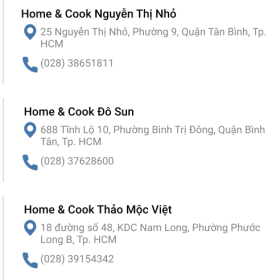 Home & Cook Nguyễn Thị Nhỏ
25 Nguyễn Thị Nhỏ, Phường 9, Quận Tân Bình, Tp.
HCM
(028) 38651811
Home & Cook Đô Sun
688 Tỉnh Lộ 10, Phường Bình Trị Đông, Quận Bình
Tân, Tp. HCM
(028) 37628600
Home & Cook Thảo Mộc Việt
18 đường số 48, KDC Nam Long, Phường Phước
Long B, Tp. HCM
(028) 39154342